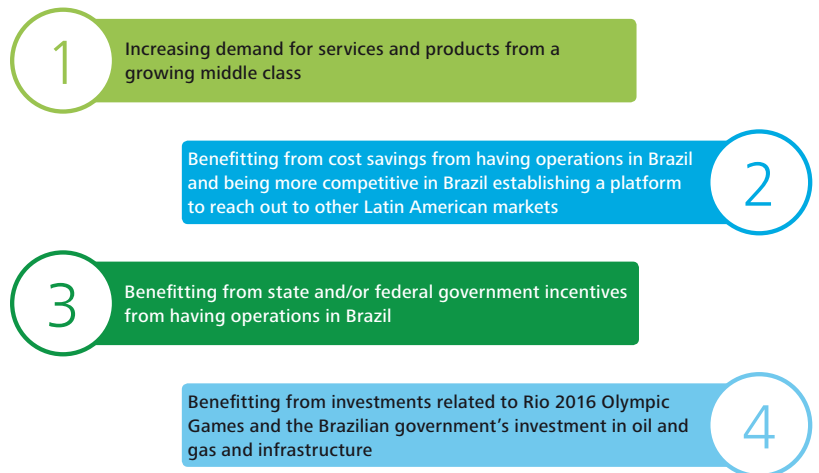 1
Increasing demand for services and products from a
growing middle class
Benefitting from cost savings from having operations in Brazil
and being more competitive in Brazil establishing a platform
to reach out to other Latin American markets
2
3
Benefitting from state and/or federal government incentives
from having operations in Brazil
Benefitting from investments related to Rio 2016 Olympic
Games and the Brazilian government’s investment in oil and
gas and infrastructure
4